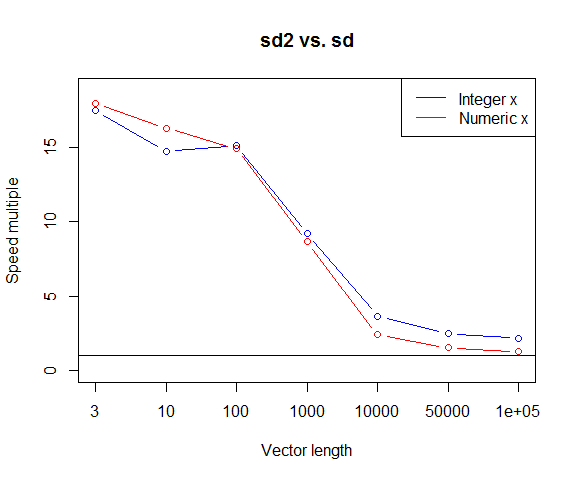 sd2 vs. sd
Integer x
Numeric x
Speed multiple
15
10
5
0
3 10 100 1000 10000 50000 1e+05
Vector length